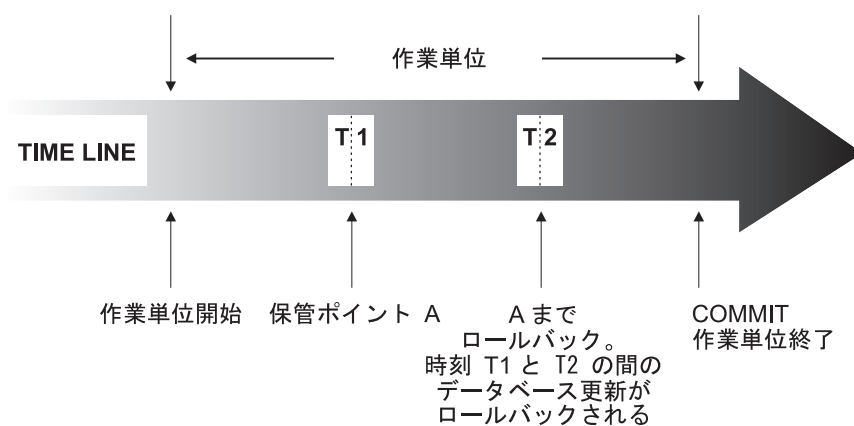 作業単位
TIME LINE
T 1
T 2
作業単位開始
保管ポイント A
A まで
ロールバック。
時刻 T1 と T2 の間の
データベース更新が
ロールバックされる
COMMIT
作業単位終了